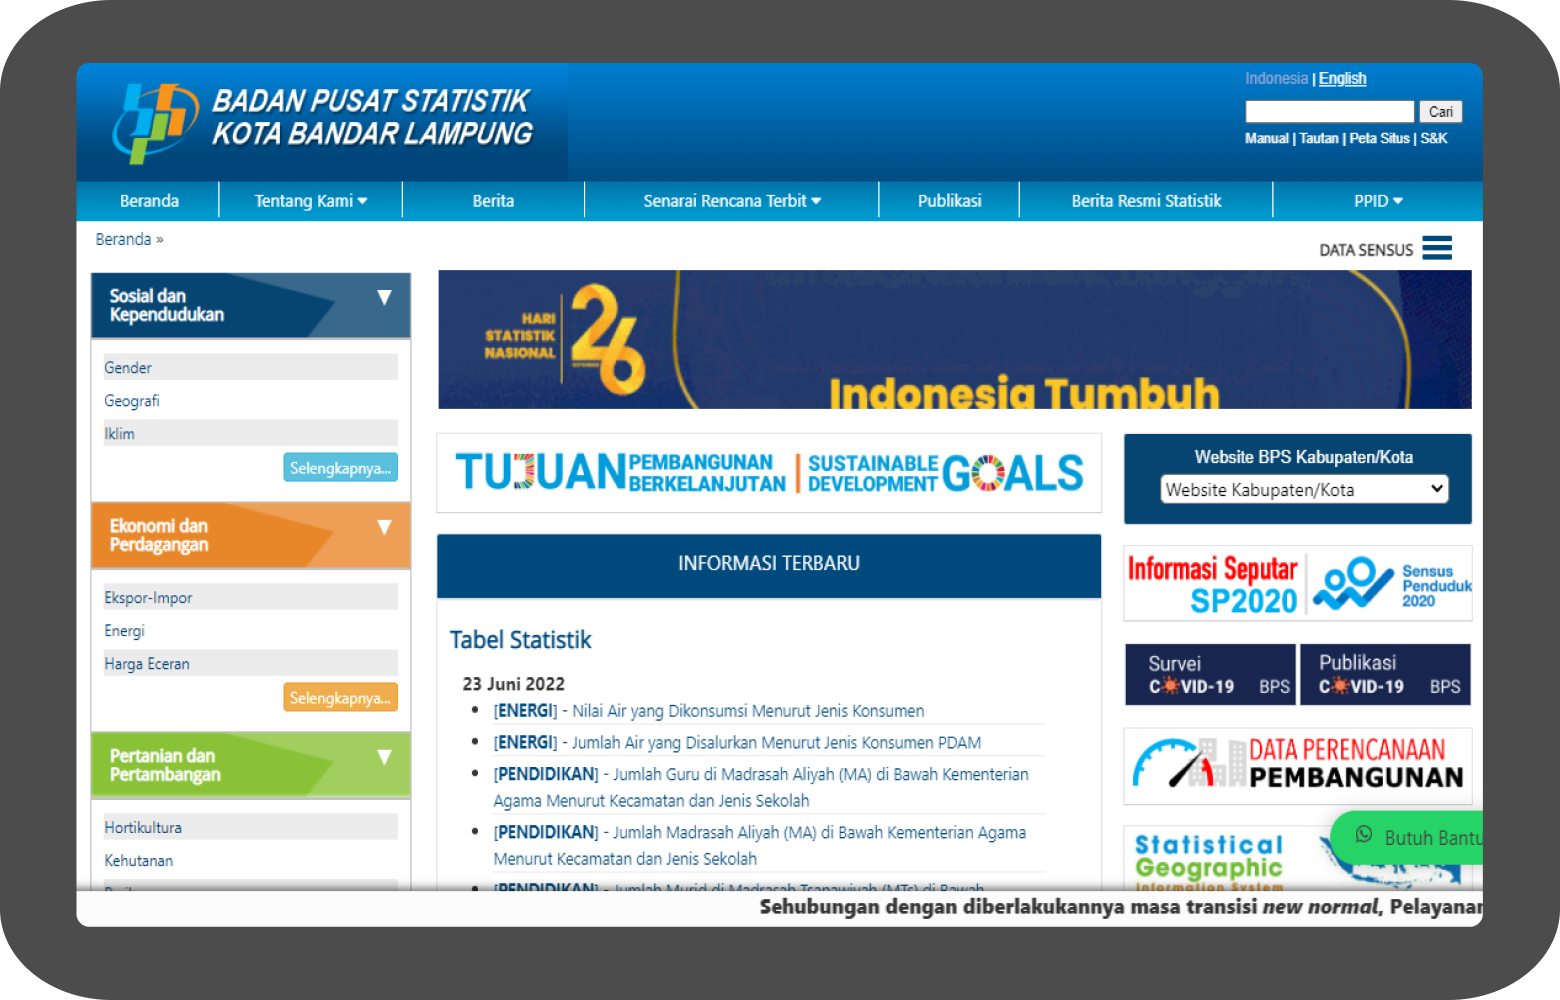 BADAN PUSAT STATISTIK
KOTA BANDAR LAMPUNG
Indonesia | English
Cari
Manual | Tautan | Peta Situs | S&K
Beranda
Tentang Kami
Berita
Senarai Rencana Terbit
Publikasi
Berita Resmi Statistik
PPID
Beranda »
DATA SENSUS
Sosial dan
Kependudukan
Gender
Geografi
Iklim
Selengkapnya...
Ekonomi dan
Perdagangan
Ekspor-Impor
Energi
Harga Eceran
Selengkapnya...
Pertanian dan
Pertambangan
Hortikultura
Kehutanan
HARI
STATISTIK
NASIONAL
26
Indonesia Tumbuh
TUJUAN PEMBANGUNAN BERKELANJUTAN | SUSTAINABLE DEVELOPMENT GOALS
INFORMASI TERBARU
Tabel Statistik
23 Juni 2022
[ENERGI] - Nilai Air yang Dikonsumsi Menurut Jenis Konsumen
[ENERGI] - Jumlah Air yang Disalurkan Menurut Jenis Konsumen PDAM
[PENDIDIKAN] - Jumlah Guru di Madrasah Aliyah (MA) di Bawah Kementerian
Agama Menurut Kecamatan dan Jenis Sekolah
[PENDIDIKAN] - Jumlah Madrasah Aliyah (MA) di Bawah Kementerian Agama
Menurut Kecamatan dan Jenis Sekolah
[PENDIDIKAN] - Jumlah Murid di Madrasah Tsanawiyah (MTs) di Bawah
Website BPS Kabupaten/Kota
Website Kabupaten/Kota
Informasi Seputar
SP2020
Sensus
Penduduk
2020
Survei
COVID-19 BPS
Publikasi
COVID-19 BPS
DATA PERENCANAAN
PEMBANGUNAN
Statistical
Geographic
Information System
Butuh Bantu
Sehubungan dengan diberlakukannya masa transisi new normal, Pelayanan